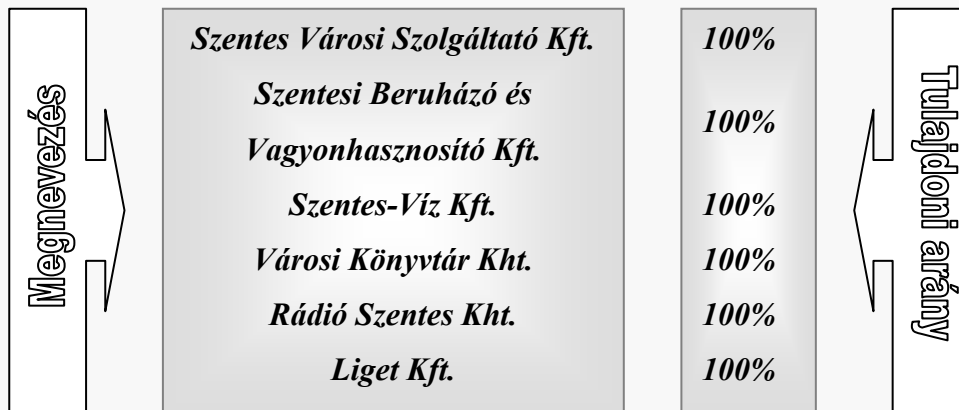 Megnevezés
Szentes Városi Szolgáltató Kft. 100%
Szentesi Beruházó és
Vagyonhasznosító Kft. 100%
Szentes-Víz Kft. 100%
Városi Könyvtár Kht. 100%
Rádió Szentes Kht. 100%
Liget Kft. 100%
Tulajdoni arány